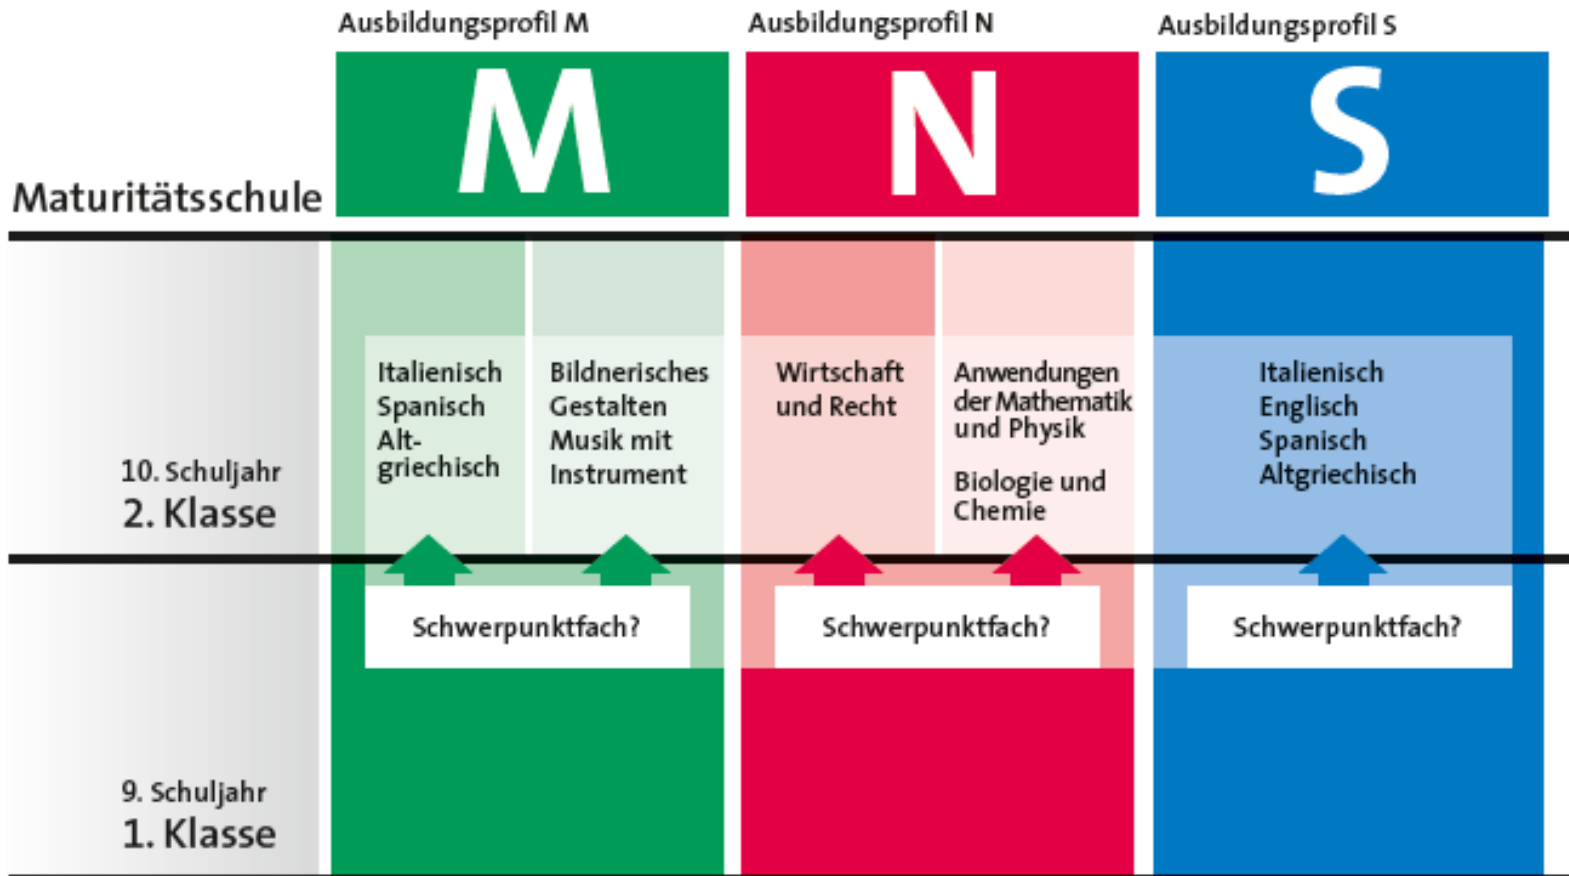 Ausbildungsprofil M
Ausbildungsprofil N
Ausbildungsprofil S
M
N
S
Maturitätsschule
10. Schuljahr
2. Klasse
Italienisch
Spanisch
Alt-
griechisch
Bildnerisches
Gestalten
Musik mit
Instrument
Wirtschaft
und Recht
Anwendungen
der Mathematik
und Physik
Biologie und
Chemie
Italienisch
Englisch
Spanisch
Altgriechisch
Schwerpunktfach?
Schwerpunktfach?
Schwerpunktfach?
9. Schuljahr
1. Klasse